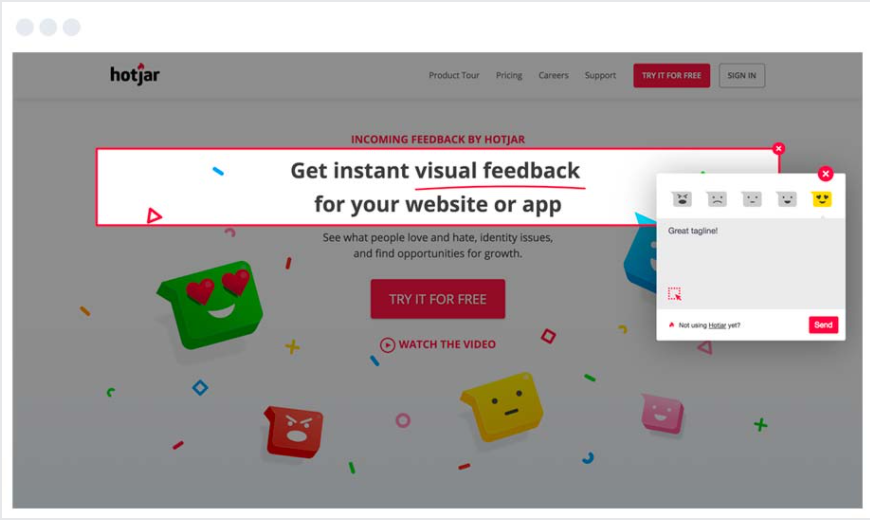 hotjar
Product Tour Pricing Careers Support TRY IT FOR FREE SIGN IN
INCOMING FEEDBACK BY HOTJAR
Get instant visual feedback
for your website or app
See what people love and hate, identity issues,
and find opportunities for growth.
TRY IT FOR FREE
WATCH THE VIDEO
Great tagline!
Not using Hotjar yet?
Send